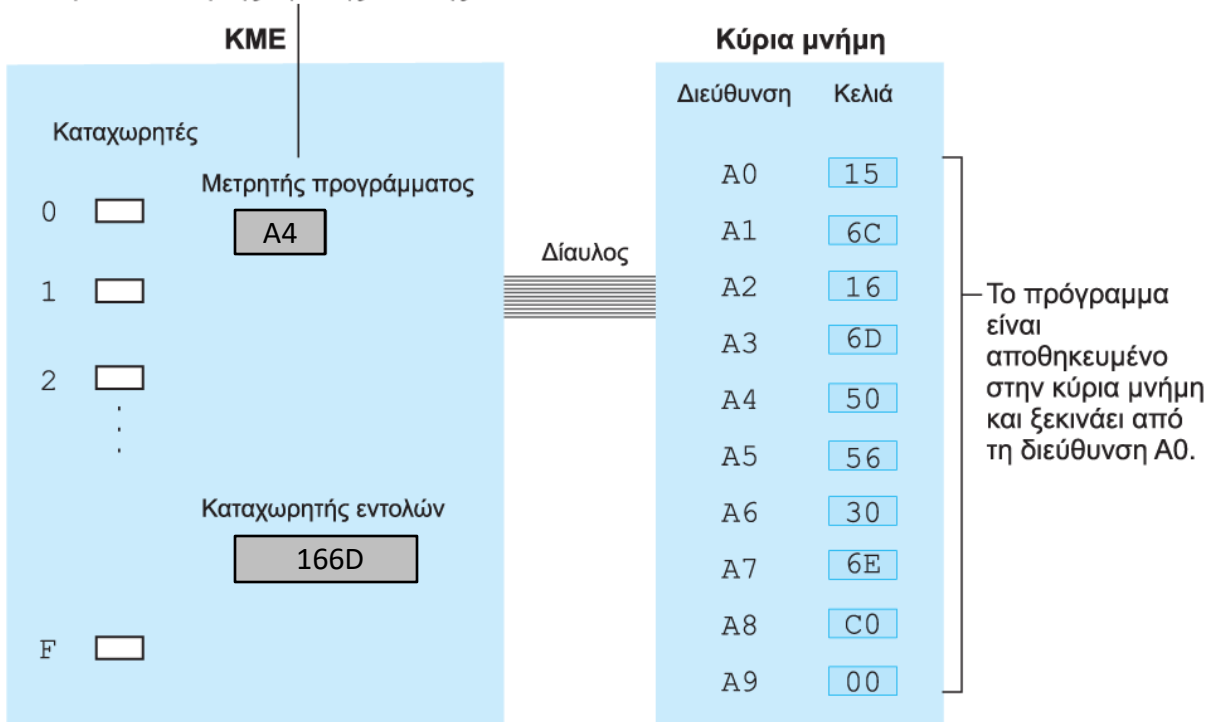 ΚΜΕ
Καταχωρητές
Μετρητής προγράμματος
0
A4
1
2
Καταχωρητής εντολών
166D
F
Δίαυλος
Κύρια μνήμη
Διεύθυνση Κελιά
A0 15
A1 6C
A2 16
A3 6D
A4 50
A5 56
A6 30
A7 6E
A8 C0
A9 00
Το πρόγραμμα
είναι
αποθηκευμένο
στην κύρια μνήμη
και ξεκινάει από
τη διεύθυνση Α0.